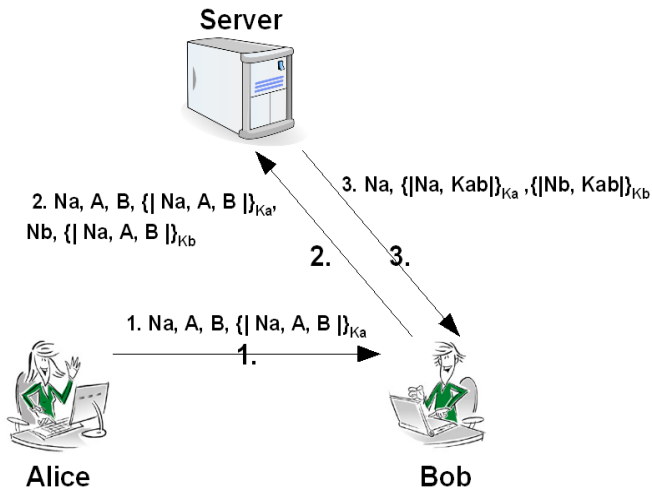 Server
3. Na, {|Na, Kab|}Ka ,{|Nb, Kab|}Kb
2. Na, A, B, {| Na, A, B |}Ka,
Nb, {| Na, A, B |}Kb
2.
3.
1. Na, A, B, {| Na, A, B |}Ka
1.
Alice
Bob